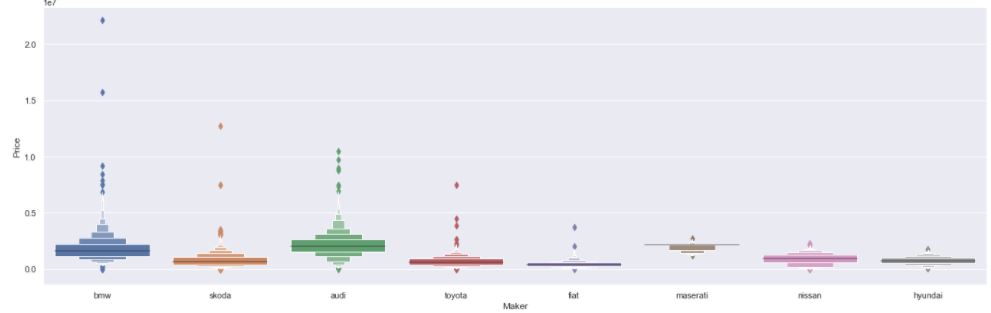 1e7
2.0
1.5
1.0
0.5
0.0
Price
bmw skoda audi toyota fiat maserati nissan hyundai
Maker